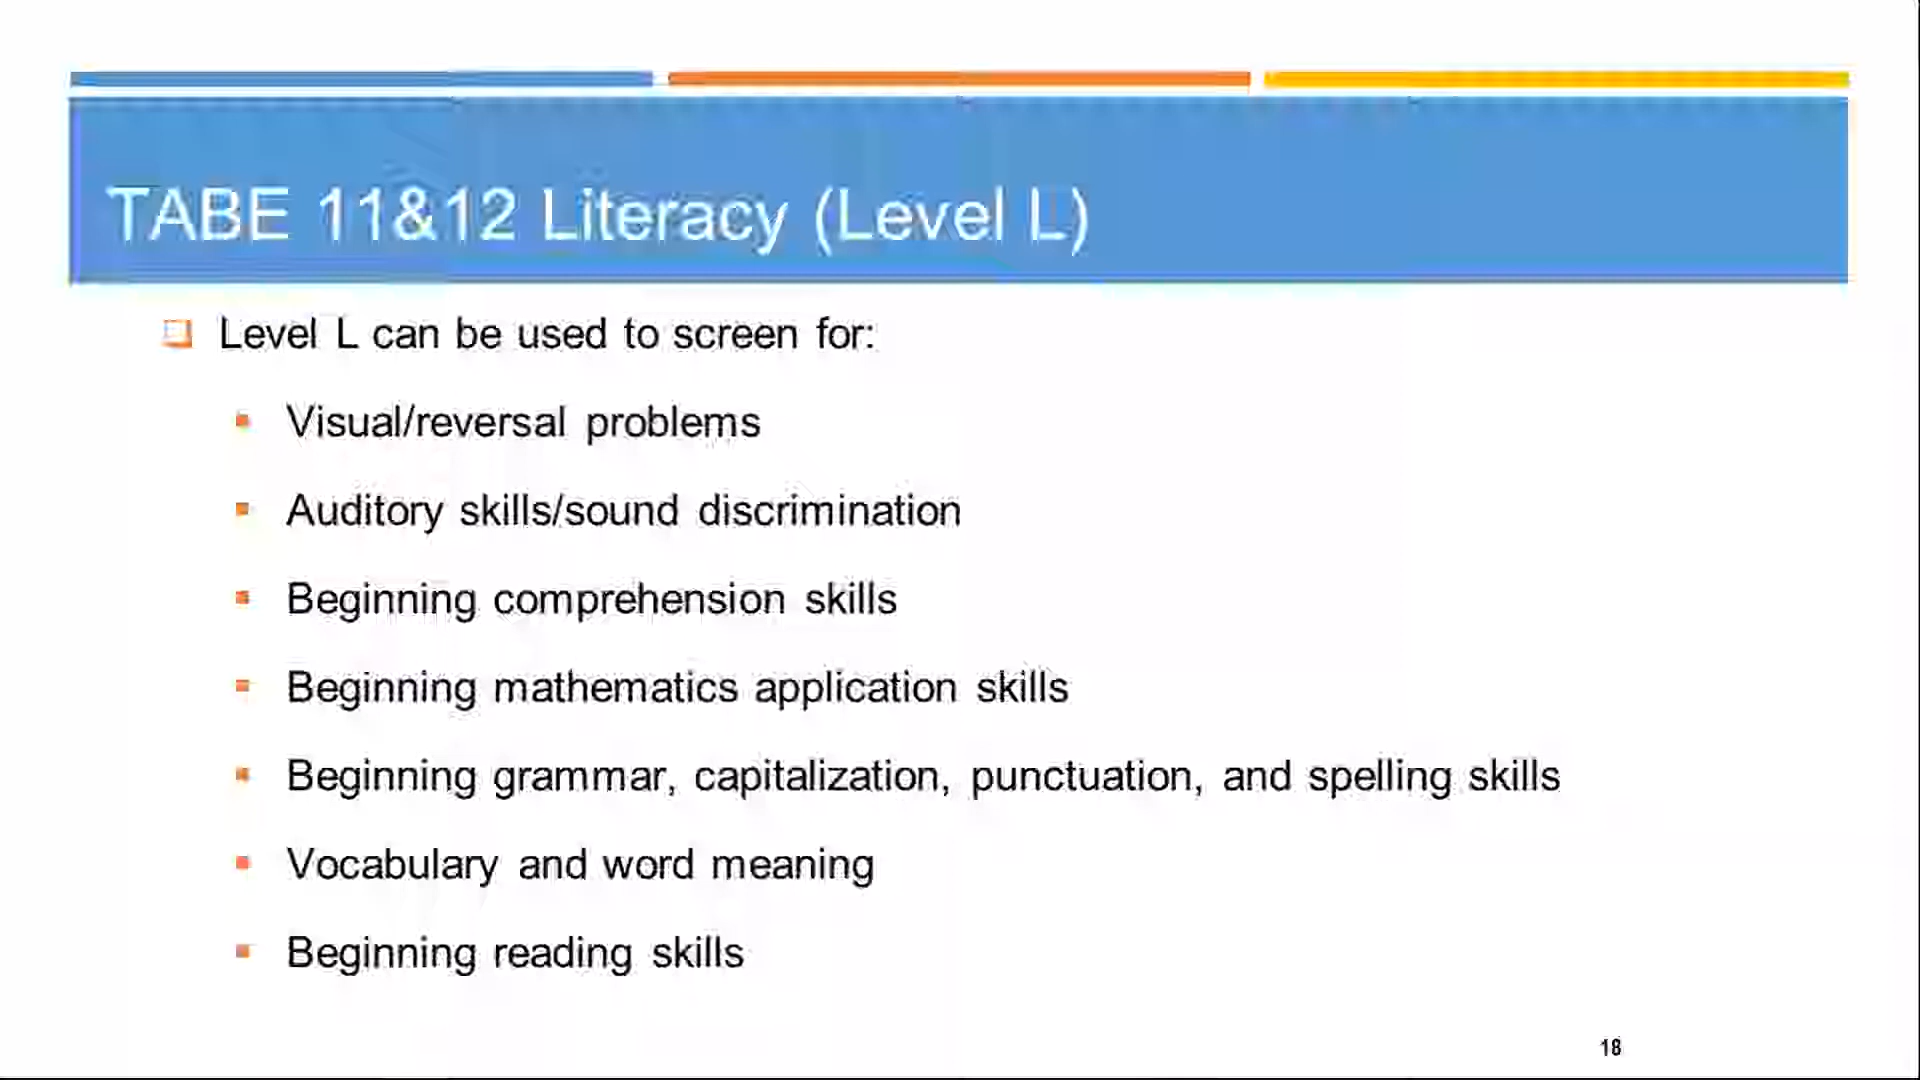 TABE 11&12 Literacy (Level L)
Level L can be used to screen for:
Visual/reversal problems
Auditory skills/sound discrimination
Beginning comprehension skills
Beginning mathematics application skills
Beginning grammar, capitalization, punctuation, and spelling skills
Vocabulary and word meaning
Beginning reading skills
18